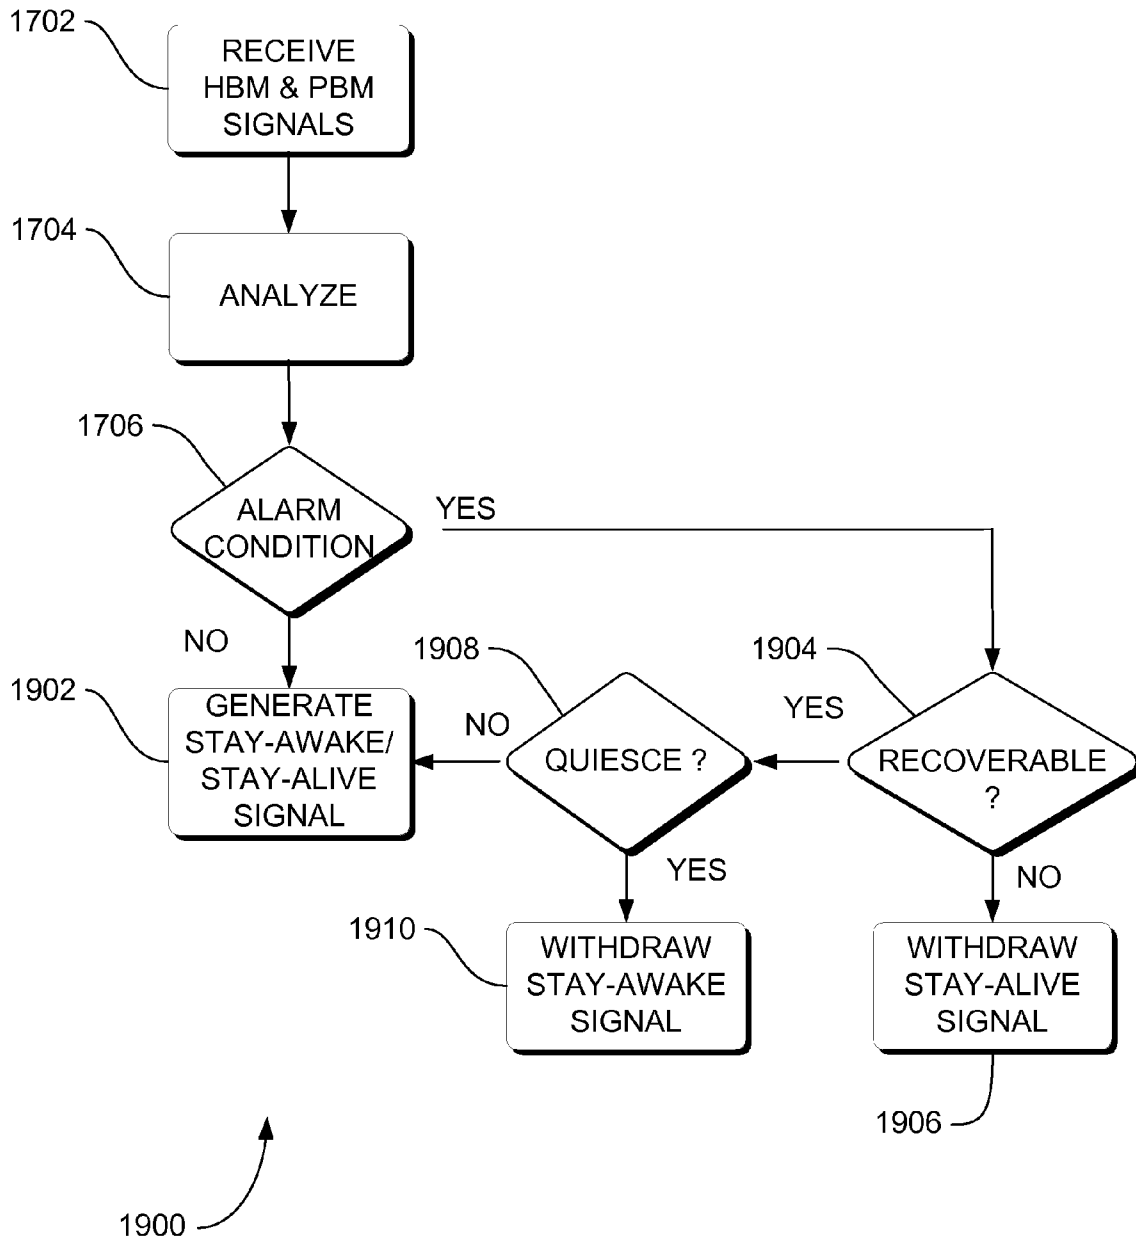 1702
RECEIVE
HBM & PBM
SIGNALS
1704
ANALYZE
1706
ALARM
CONDITION
YES
NO
1902
GENERATE
STAY-AWAKE/
STAY-ALIVE
SIGNAL
1908
NO
QUIESCE ?
1904
YES
RECOVERABLE
?
YES
NO
1910
WITHDRAW
STAY-AWAKE
SIGNAL
WITHDRAW
STAY-ALIVE
SIGNAL
1906
1900